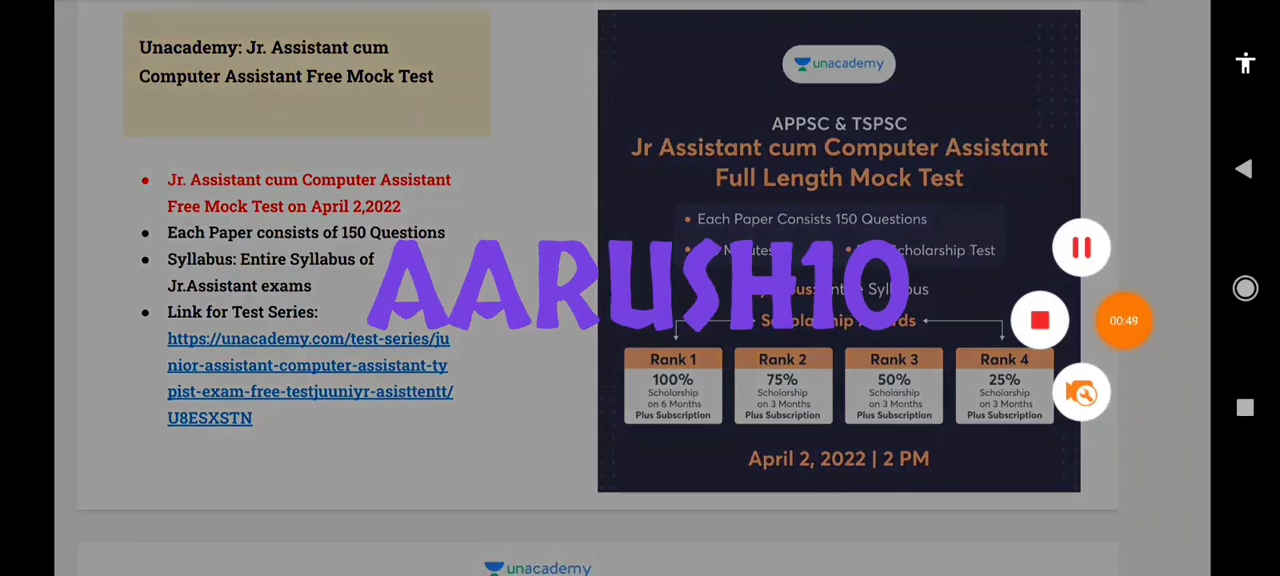 Unacademy: Jr. Assistant cum
Computer Assistant Free Mock Test
Jr. Assistant cum Computer Assistant
Free Mock Test on April 2,2022
Each Paper consists of 150 Questions
Syllabus: Entire Syllabus of
Jr.Assistant exams
Link for Test Series:
https://unacademy.com/test-series/ju
nior-assistant-computer-assistant-ty
pist-exam-free-testjuuniyr-asisttentt/
U8ESXSTN
unacademy
APPSC & TSPSC
Jr Assistant cum Computer Assistant
Full Length Mock Test
Each Paper Consists 150 Questions
Scholarship Test
Entire Syllabus
AARUSH10
Scholarship Awards
Rank 1
100%
Scholarship
on 6 Months
Plus Subscription
Rank 2
75%
Scholarship
on 3 Months
Plus Subscription
Rank 3
50%
Scholarship
on 3 Months
Plus Subscription
Rank 4
25%
Scholarship
on 3 Months
Plus Subscription
April 2, 2022 | 2 PM
00:49
unacademy